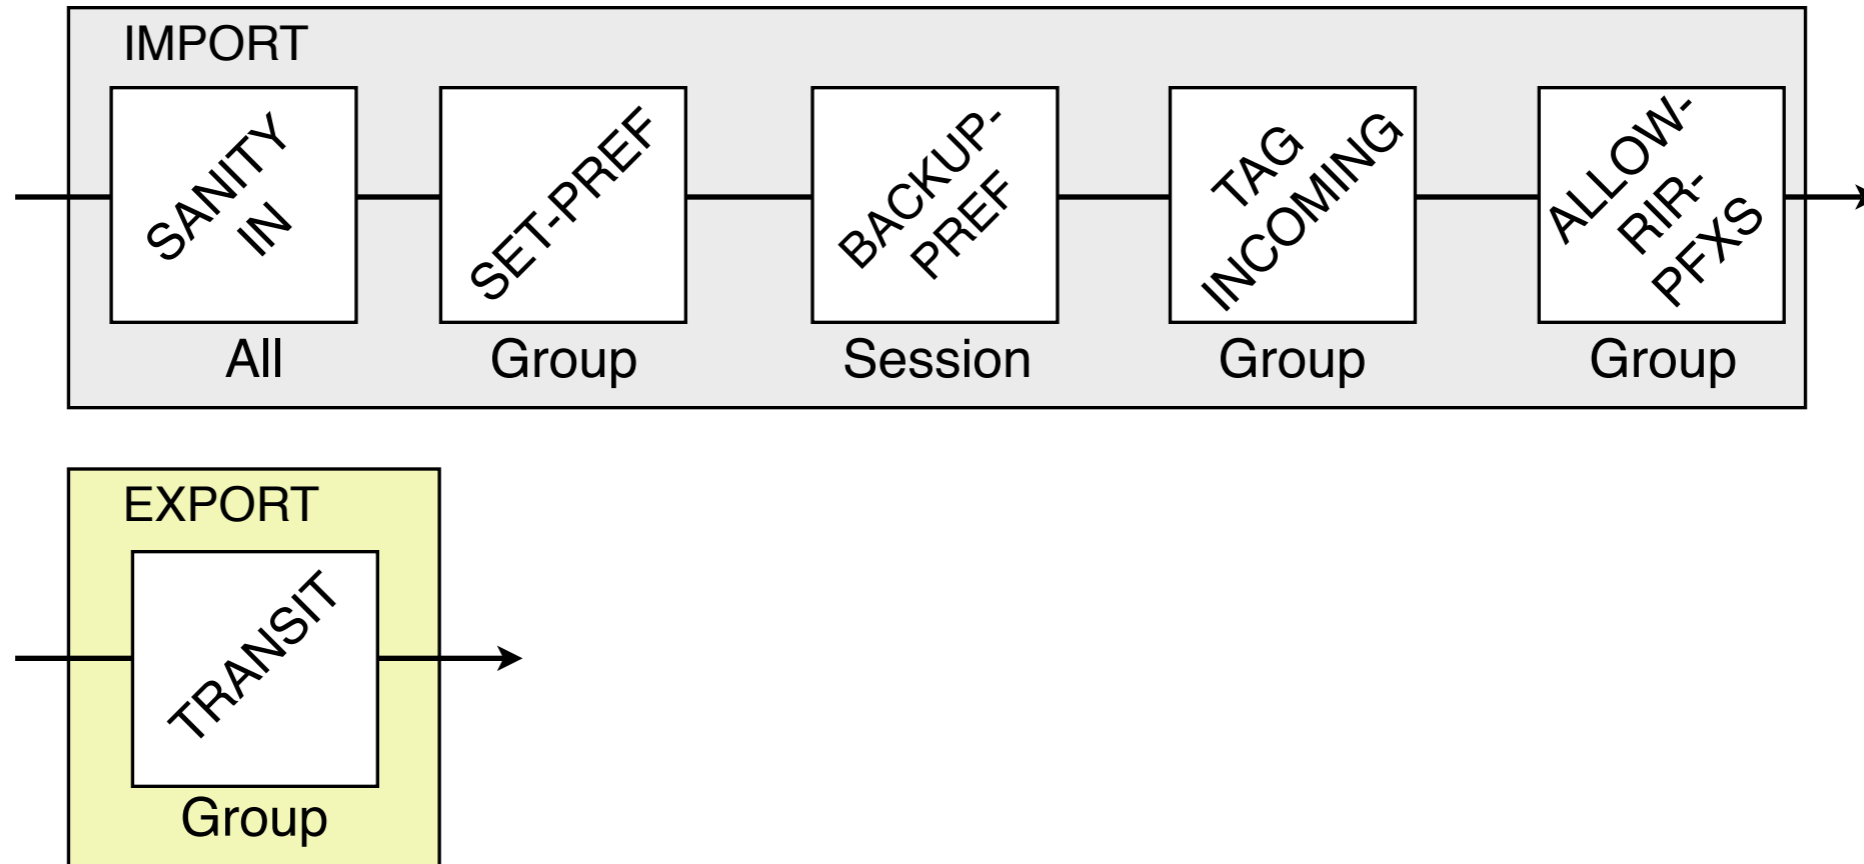 IMPORT
SANITY
IN
SET-PREF
BACKUP-
PREF
TAG
INCOMING
ALLOW-
RIR-
PFXS
All
Group
Session
Group
Group
EXPORT
TRANSIT
Group